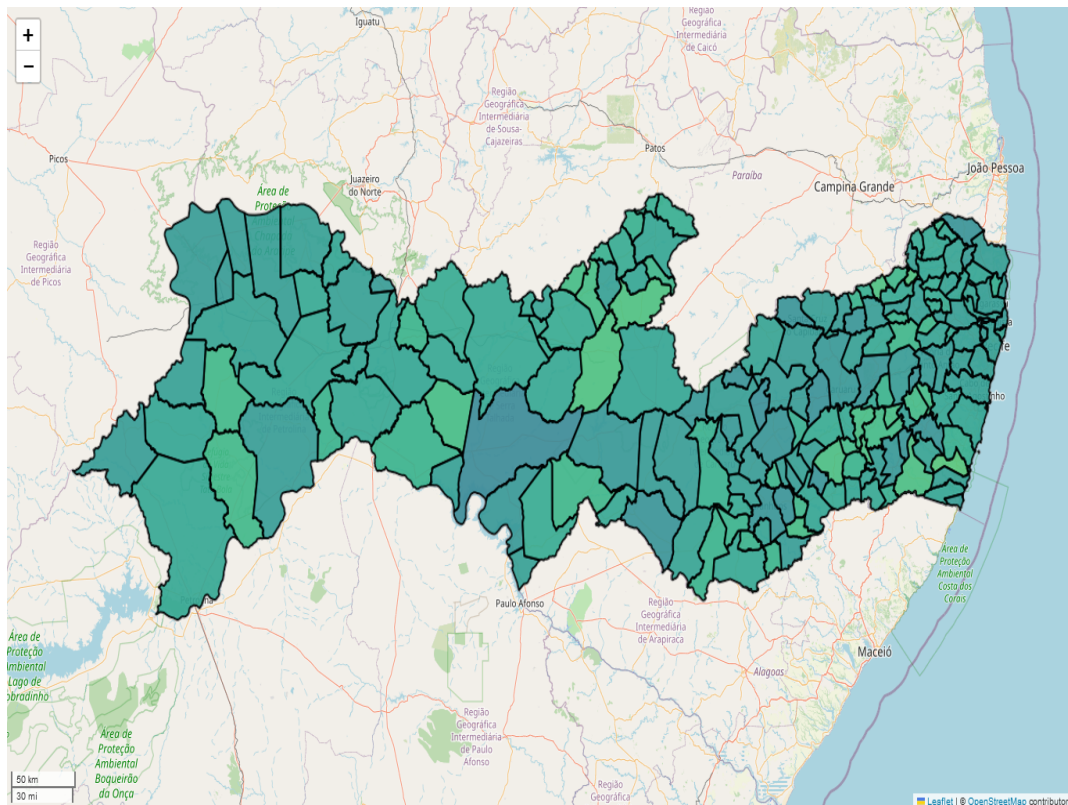 +
−
Iguatu
Região
Geográfica
Intermediária
de Caicó
Região
Geográfica
Intermediária
de Sousa-
Cajazeiras
Patos
Picos
João Pessoa
Paraíba
Juazeiro
do Norte
Campina Grande
Área de
Região
Geográfica
Intermediária
de Picos
Paulo Afonso
Região
Geográfica
Intermediária
de Arapiraca
Área de
Proteção
Ambiental
Costa dos
Corais
Maceió
Alagoas
Área de
Proteção
Ambiental
Lago de
Sobradinho
Região
Geográfica
Intermediária
de Paulo
Afonso
Área de
Proteção
Ambiental
Boqueirão
da Onça
Região
Geográfica
50 km
30 mi
Leaflet | © OpenStreetMap contributor